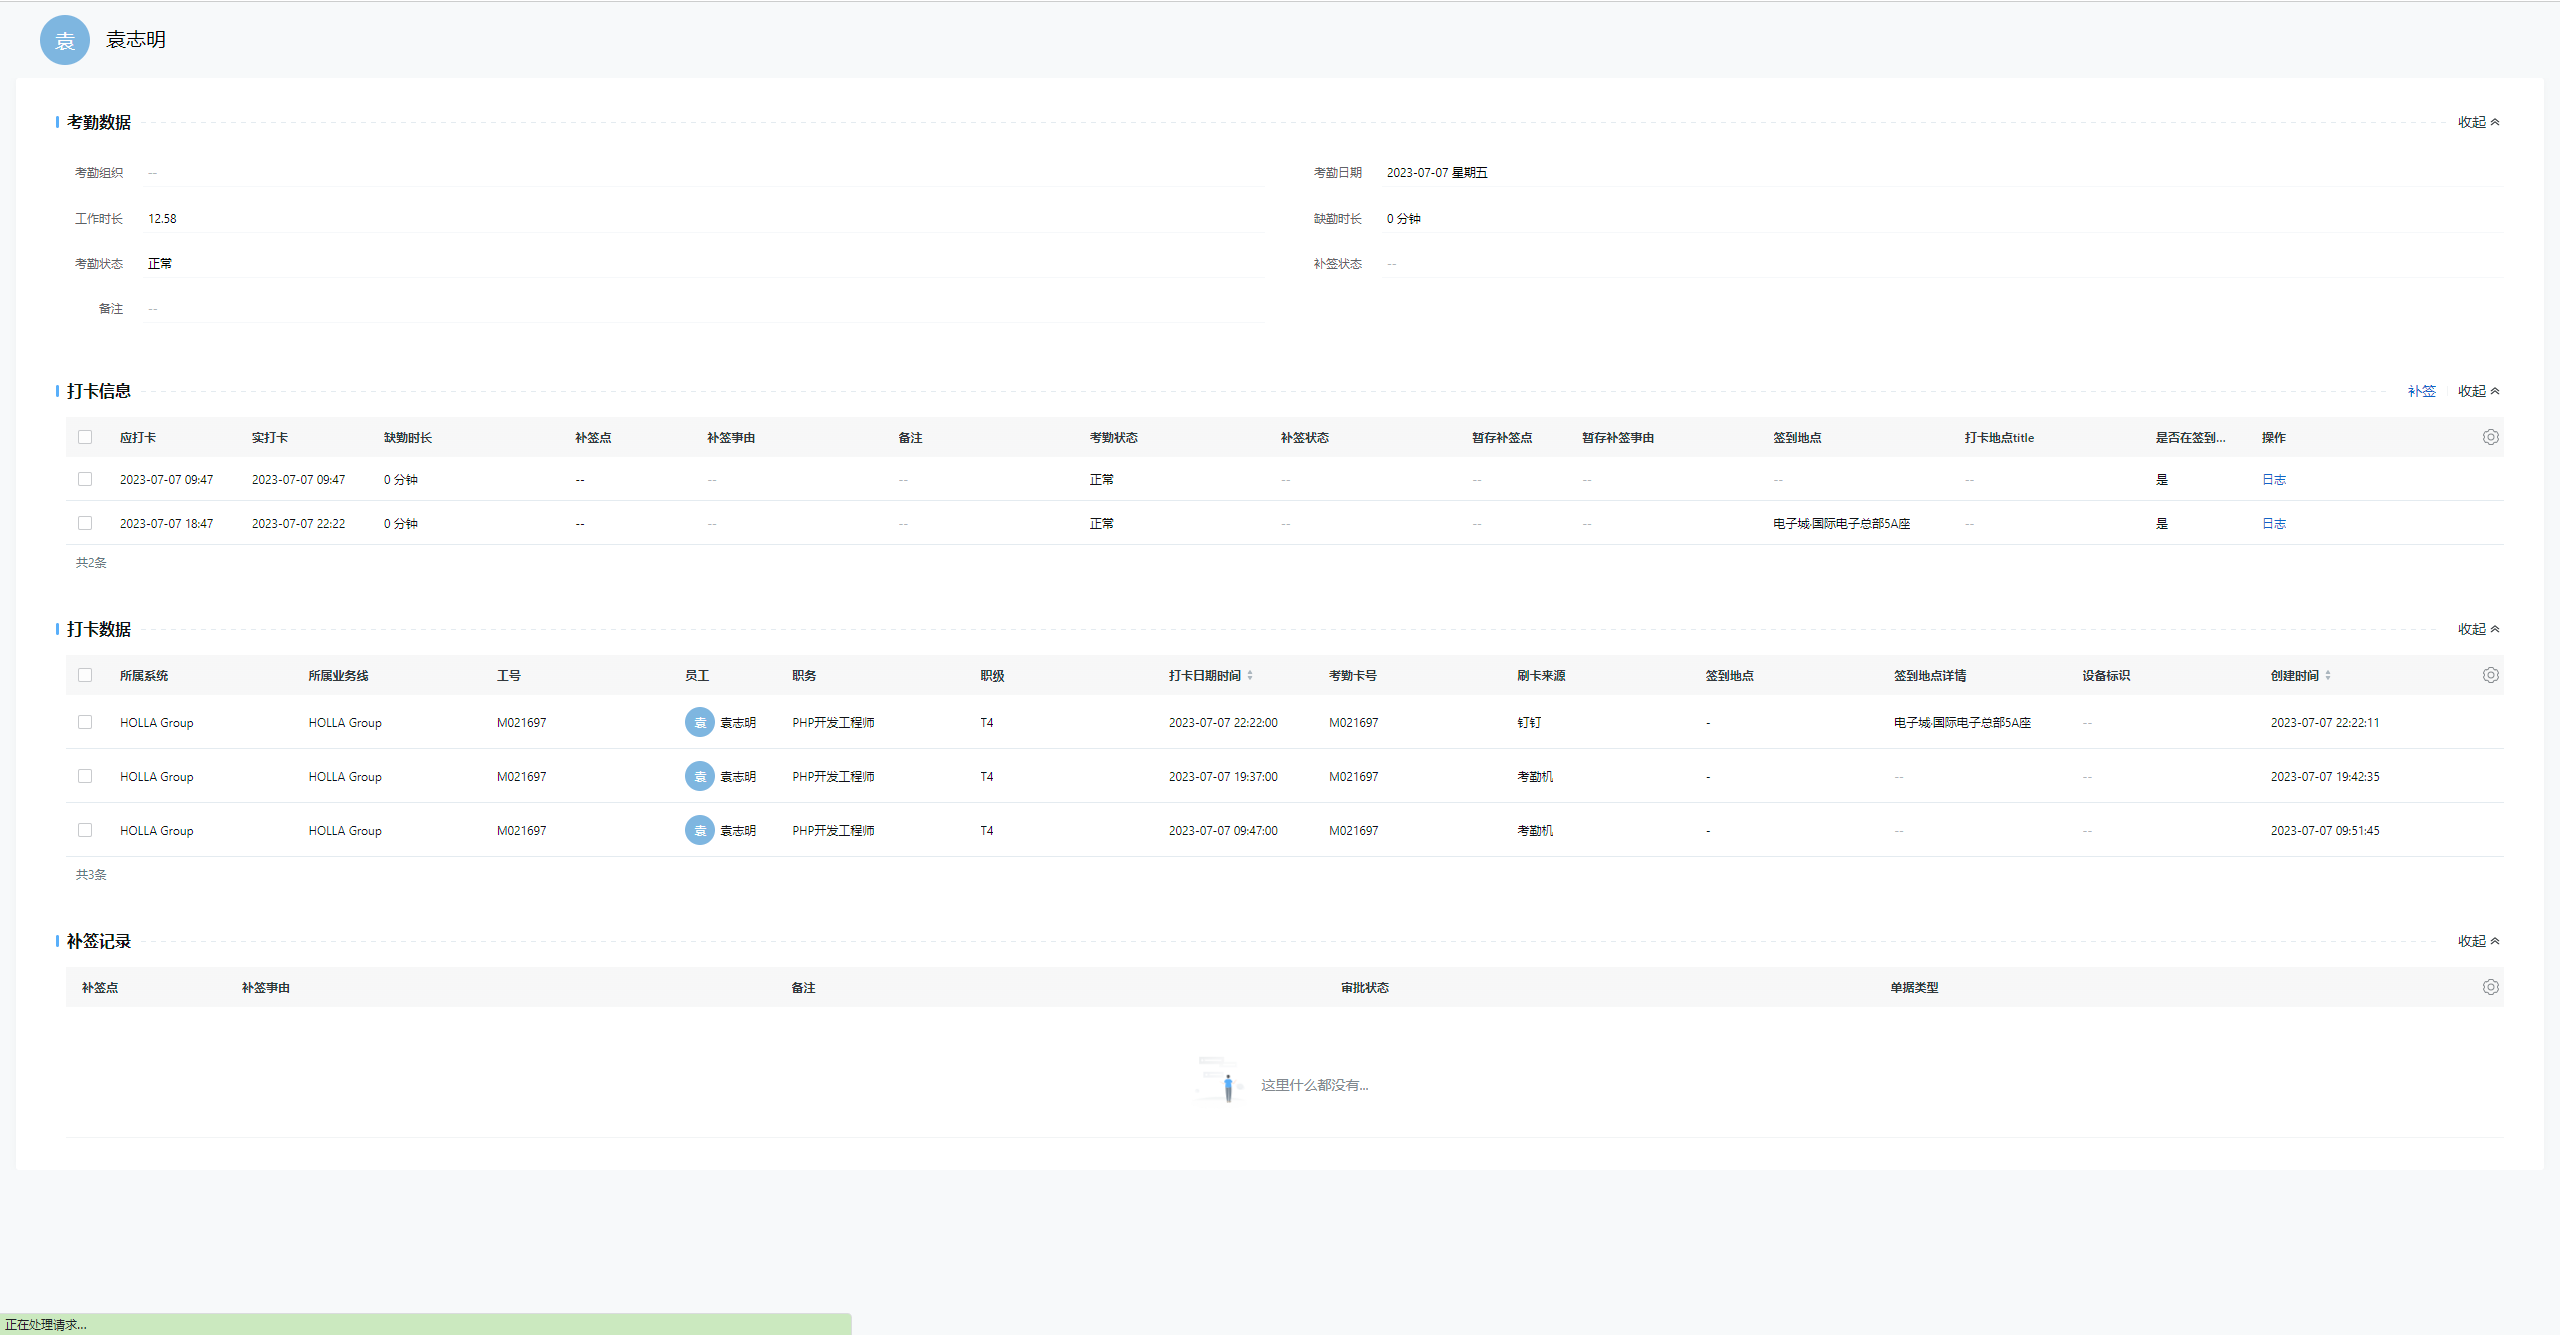 袁 袁志明
考勤数据 收起
考勤组织 -- 考勤日期 2023-07-07 星期五
工作时长 12.58 缺勤时长 0 分钟
考勤状态 正常 补签状态 --
备注 --
打卡信息 补签 收起
应打卡 实打卡 缺勤时长 补签点 补签事由 备注 考勤状态 补签状态 暂存补签点 暂存补签事由 签到地点 打卡地点title 是否在签到... 操作
2023-07-07 09:47 2023-07-07 09:47 0 分钟 -- -- -- 正常 -- -- -- -- -- 是 日志
2023-07-07 18:47 2023-07-07 22:22 0 分钟 -- -- -- 正常 -- -- -- 电子城·国际电子总部5A座 -- 是 日志
共2条
打卡数据 收起
所属系统 所属业务线 工号 员工 职务 职级 打卡日期时间 考勤卡号 刷卡来源 签到地点 签到地点详情 设备标识 创建时间
HOLLA Group HOLLA Group M021697 袁 袁志明 PHP开发工程师 T4 2023-07-07 22:22:00 M021697 钉钉 - 电子城·国际电子总部5A座 -- 2023-07-07 22:22:11
HOLLA Group HOLLA Group M021697 袁 袁志明 PHP开发工程师 T4 2023-07-07 19:37:00 M021697 考勤机 - -- -- 2023-07-07 19:42:35
HOLLA Group HOLLA Group M021697 袁 袁志明 PHP开发工程师 T4 2023-07-07 09:47:00 M021697 考勤机 - -- -- 2023-07-07 09:51:45
共3条
补签记录 收起
补签点 补签事由 备注 审批状态 单据类型
这里什么都没有...
正在处理请求...